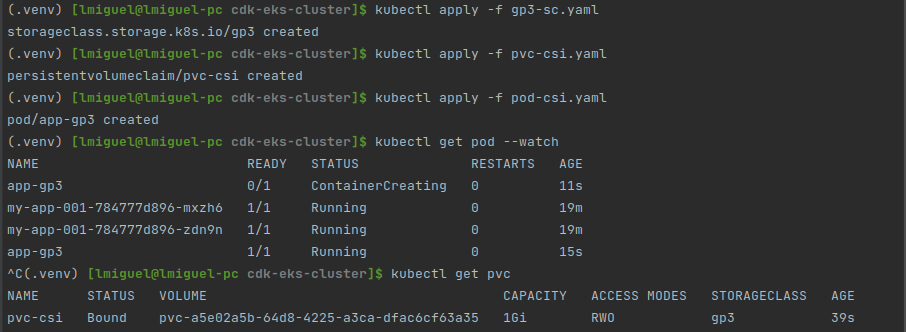 (.venv) [lmiguel@lmiguel-pc cdk-eks-cluster]$ kubectl apply -f gp3-sc.yaml
storageclass.storage.k8s.io/gp3 created
(.venv) [lmiguel@lmiguel-pc cdk-eks-cluster]$ kubectl apply -f pvc-csi.yaml
persistentvolumeclaim/pvc-csi created
(.venv) [lmiguel@lmiguel-pc cdk-eks-cluster]$ kubectl apply -f pod-csi.yaml
pod/app-gp3 created
(.venv) [lmiguel@lmiguel-pc cdk-eks-cluster]$ kubectl get pod --watch
NAME                          READY   STATUS              RESTARTS   AGE
app-gp3                       0/1     ContainerCreating   0          11s
my-app-001-784777d896-mxzh6   1/1     Running             0          19m
my-app-001-784777d896-zdn9n   1/1     Running             0          19m
app-gp3                       1/1     Running             0          15s
^C(.venv) [lmiguel@lmiguel-pc cdk-eks-cluster]$ kubectl get pvc
NAME      STATUS   VOLUME                                     CAPACITY   ACCESS MODES   STORAGECLASS   AGE
pvc-csi   Bound    pvc-a5e02a5b-64d8-4225-a3ca-dfac6cf63a35   1Gi        RWO            gp3            39s